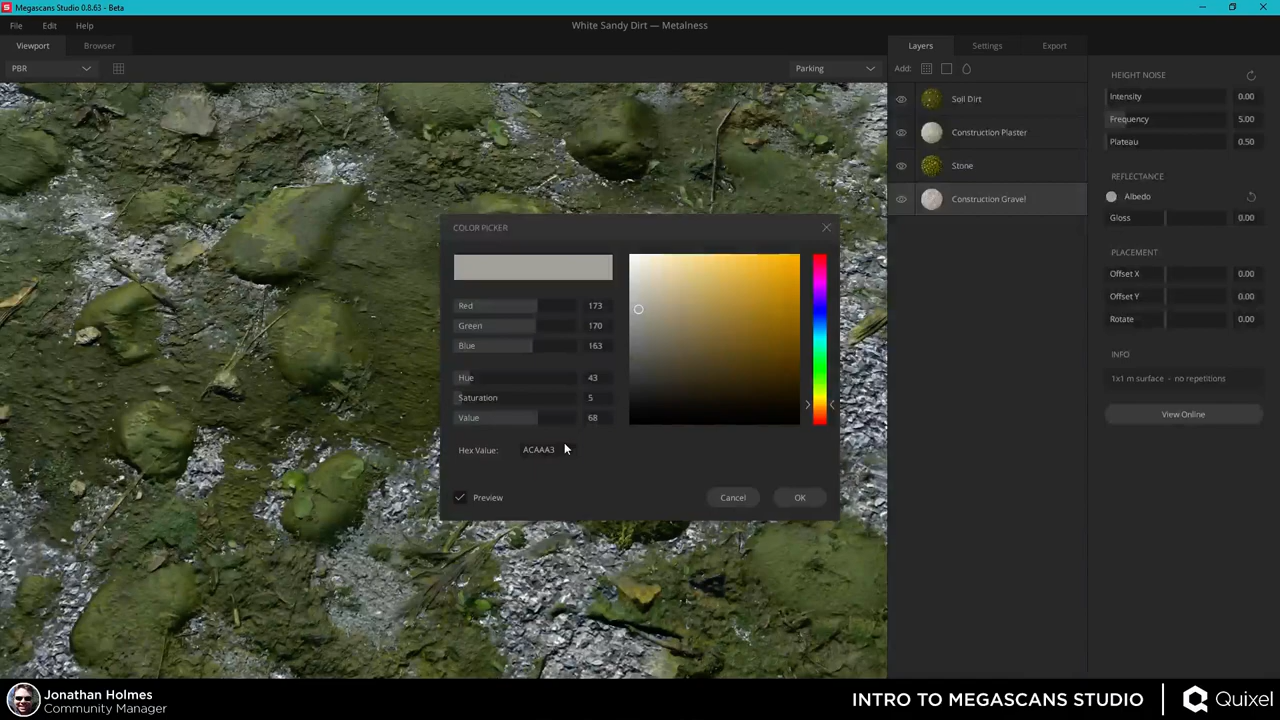 Megascans Studio 0.8.63 - Beta
File Edit Help
White Sandy Dirt — Metalness
Viewport Browser
Layers Settings Export
PBR
Parking
Add:
Soil Dirt
Construction Plaster
Stone
Construction Gravel
HEIGHT NOISE
Intensity 0.00
Frequency 5.00
Plateau 0.50
REFLECTANCE
Albedo
Gloss 0.00
PLACEMENT
Offset X 0.00
Offset Y 0.00
Rotate 0.00
INFO
1x1 m surface - no repetitions
View Online
COLOR PICKER
Red 173
Green 170
Blue 163
Hue 43
Saturation 5
Value 68
Hex Value: ACAAA3
Preview
Cancel OK
Jonathan Holmes
Community Manager
INTRO TO MEGASCANS STUDIO
Quixel